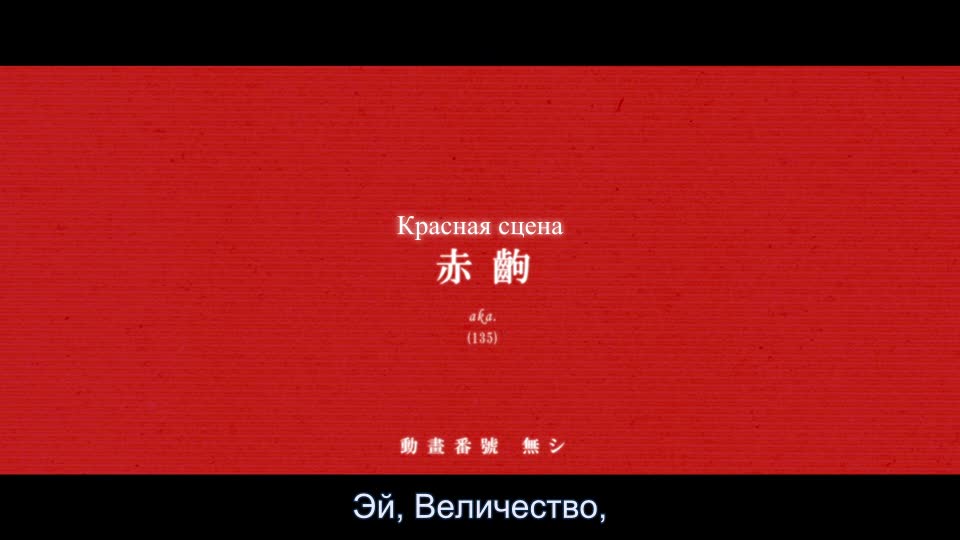 Красная сцена
赤齣
aka.
(135)
動畫番號 無シ
Эй, Величество,